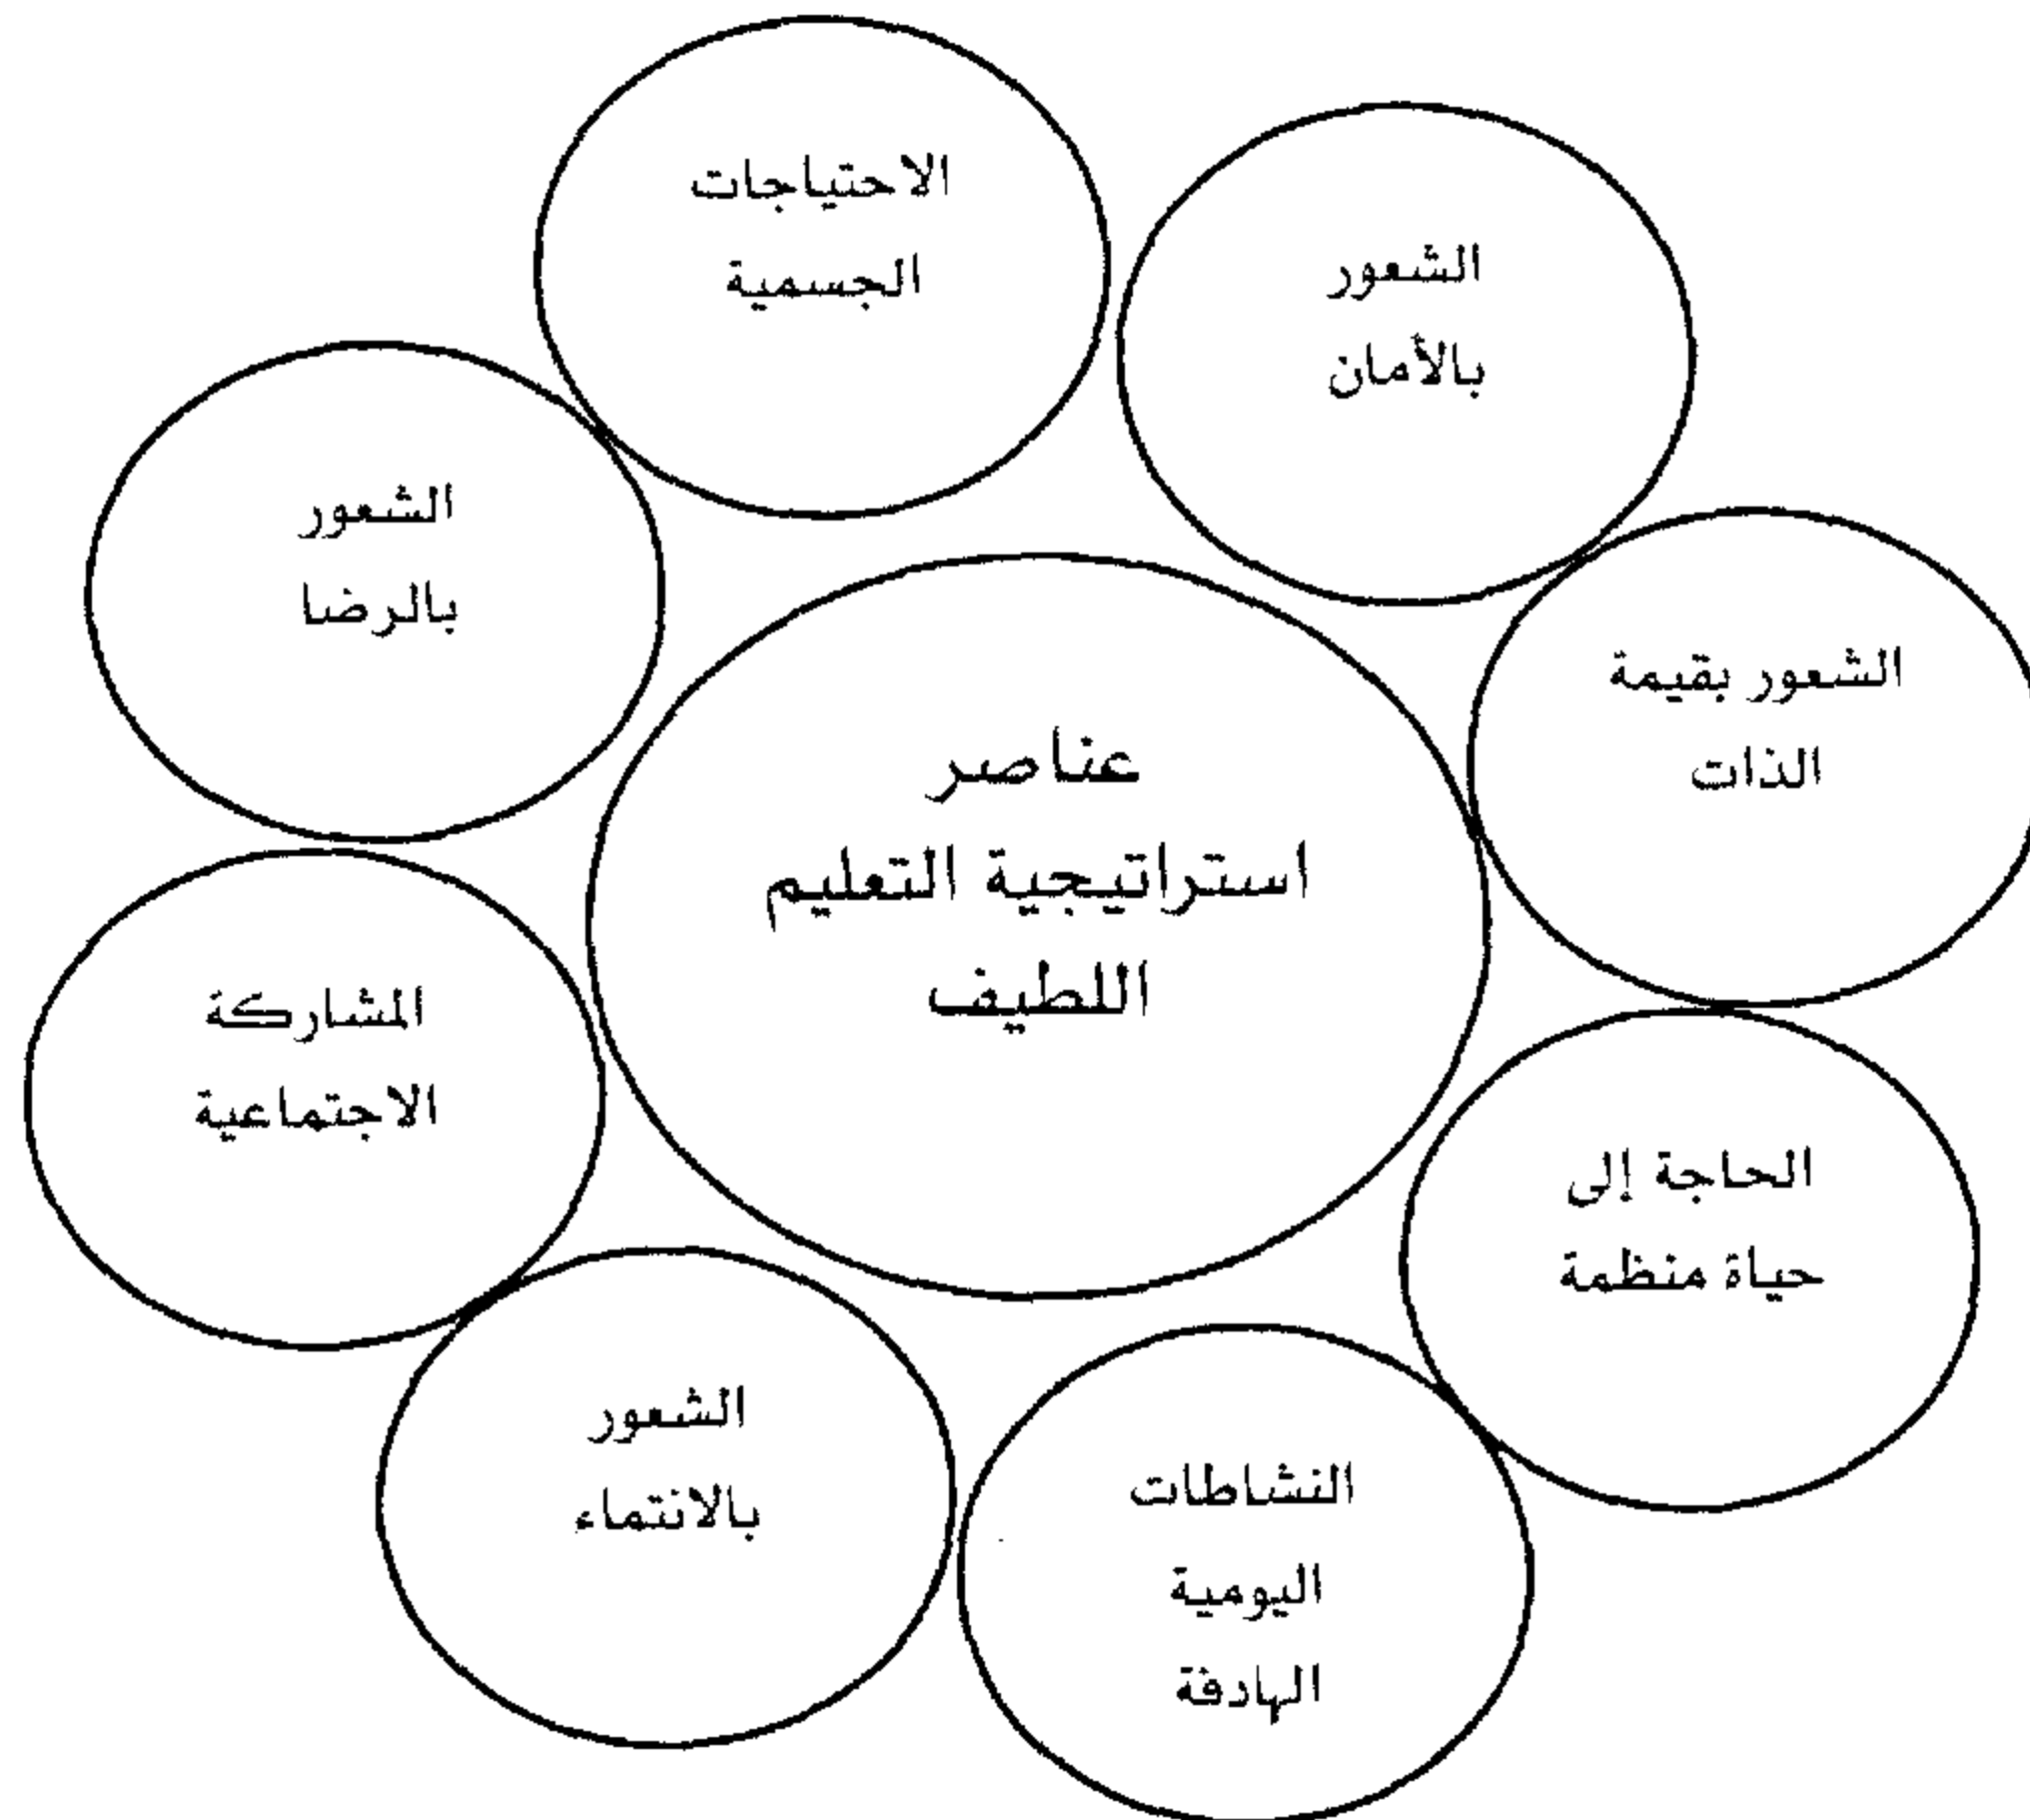 الاحتياجات
الجسمية
الشعور
بالأمان
الشعور بقيمة
الذات
الحاجة إلى
حياة منظمة
النشاطات
اليومية
الهادفة
الشعور
بالانتماء
المشاركة
الاجتماعية
الشعور
بالرضا
عناصر
استراتيجية التعليم
اللطيف